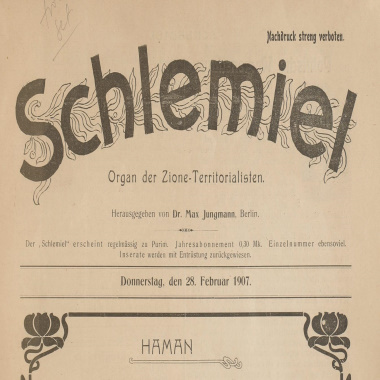 Nachdruck streng verboten.
Schlemiel
Organ der Zione-Territorialisten.
Herausgegeben von Dr. Max Jungmann, Berlin.
Der „Schlemiel“ erscheint regelmässig zu Purim. Jahresabonnement 0,30 Mk. Einzelnummer ebensoviel.
Inserate werden mit Entrüstung zurückgewiesen.
Donnerstag, den 28. Februar 1907.
HAMAN